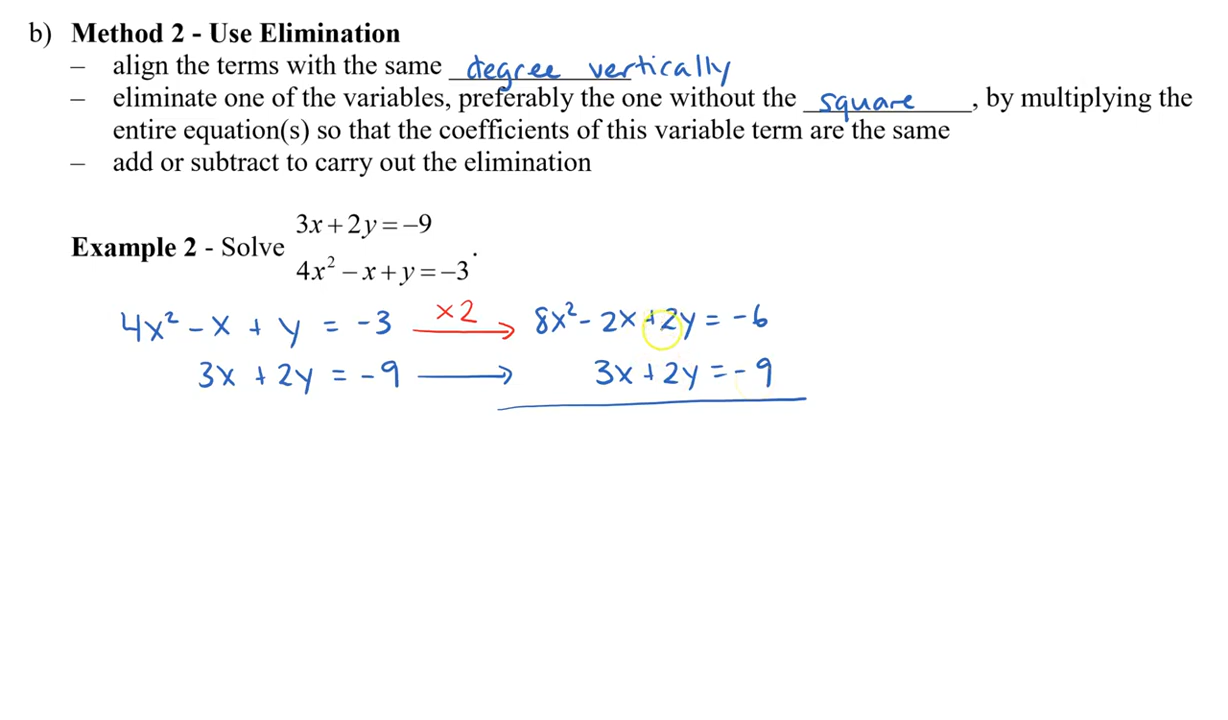 b) Method 2 - Use Elimination
– align the terms with the same degree vertically
– eliminate one of the variables, preferably the one without the square, by multiplying the
entire equation(s) so that the coefficients of this variable term are the same
– add or subtract to carry out the elimination
3x + 2y = −9
Example 2 - Solve
4x² − x + y = −3.
4x² - x + y = -3 ×2 8x² - 2x + 2y = -6
3x + 2y = -9 3x + 2y = -9